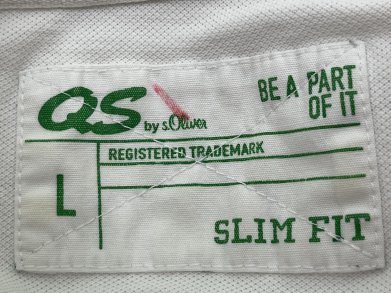 QS by s.Oliver
BE A PART
OF IT
REGISTERED TRADEMARK
L
SLIM FIT